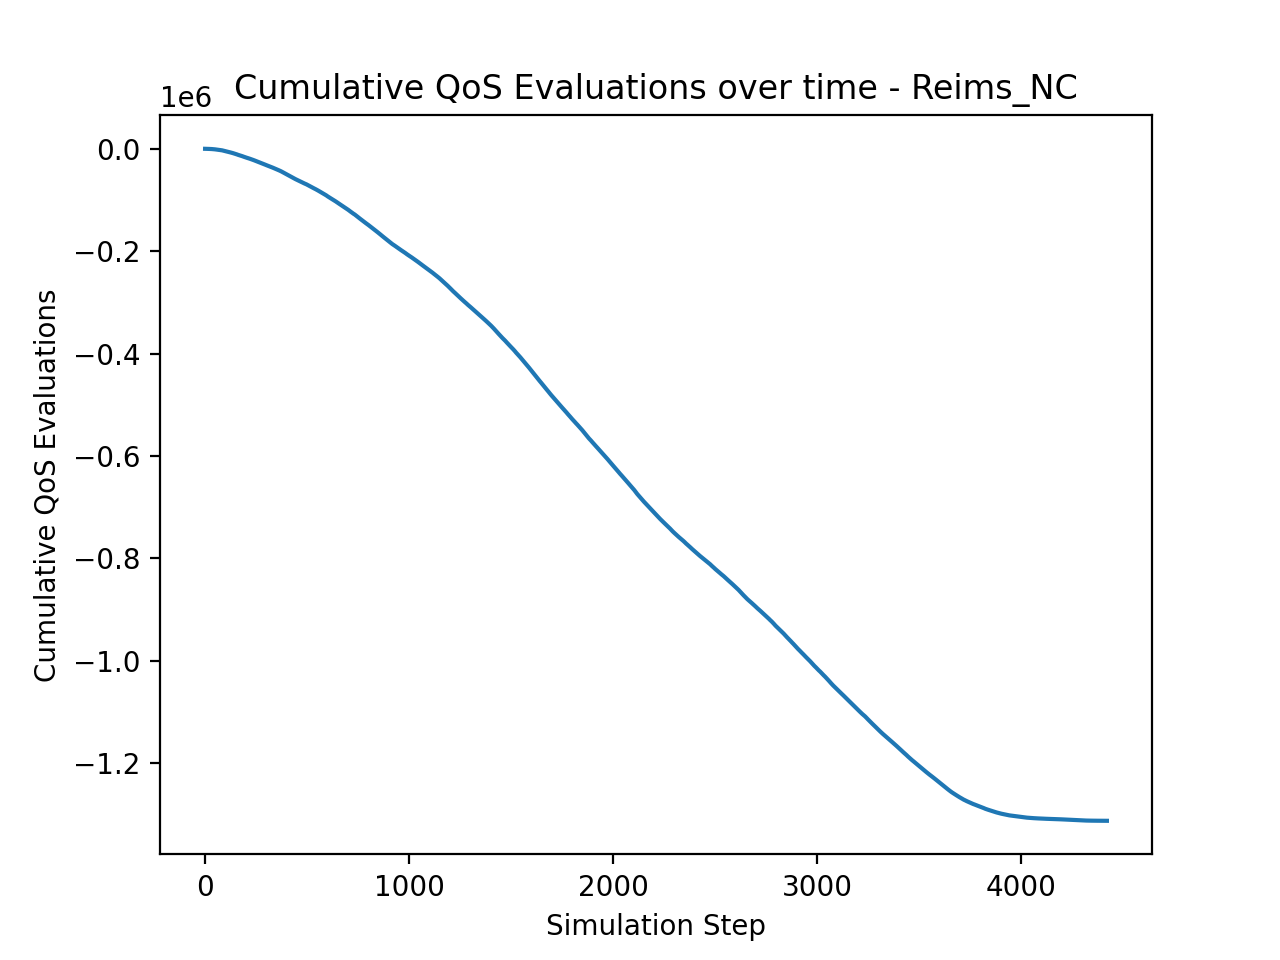 Cumulative QoS Evaluations over time - Reims_NC
1e6
0.0
−0.2
−0.4
−0.6
−0.8
−1.0
−1.2
Cumulative QoS Evaluations
0 1000 2000 3000 4000
Simulation Step